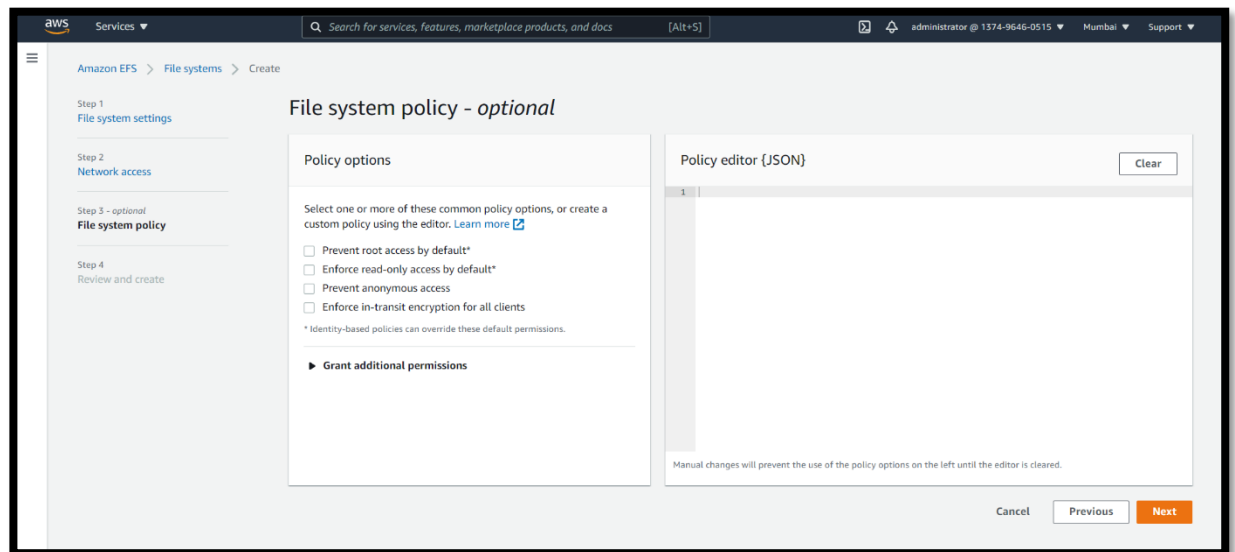 aws Services ▼ Search for services, features, marketplace products, and docs [Alt+S] administrator @ 1374-9646-0515 ▼ Mumbai ▼ Support ▼
Amazon EFS > File systems > Create
Step 1
File system settings
Step 2
Network access
Step 3 - optional
File system policy
Step 4
Review and create
File system policy - optional
Policy options
Select one or more of these common policy options, or create a
custom policy using the editor. Learn more
Prevent root access by default*
Enforce read-only access by default*
Prevent anonymous access
Enforce in-transit encryption for all clients
* Identity-based policies can override these default permissions.
▶ Grant additional permissions
Policy editor {JSON}
Clear
1
Manual changes will prevent the use of the policy options on the left until the editor is cleared.
Cancel Previous Next